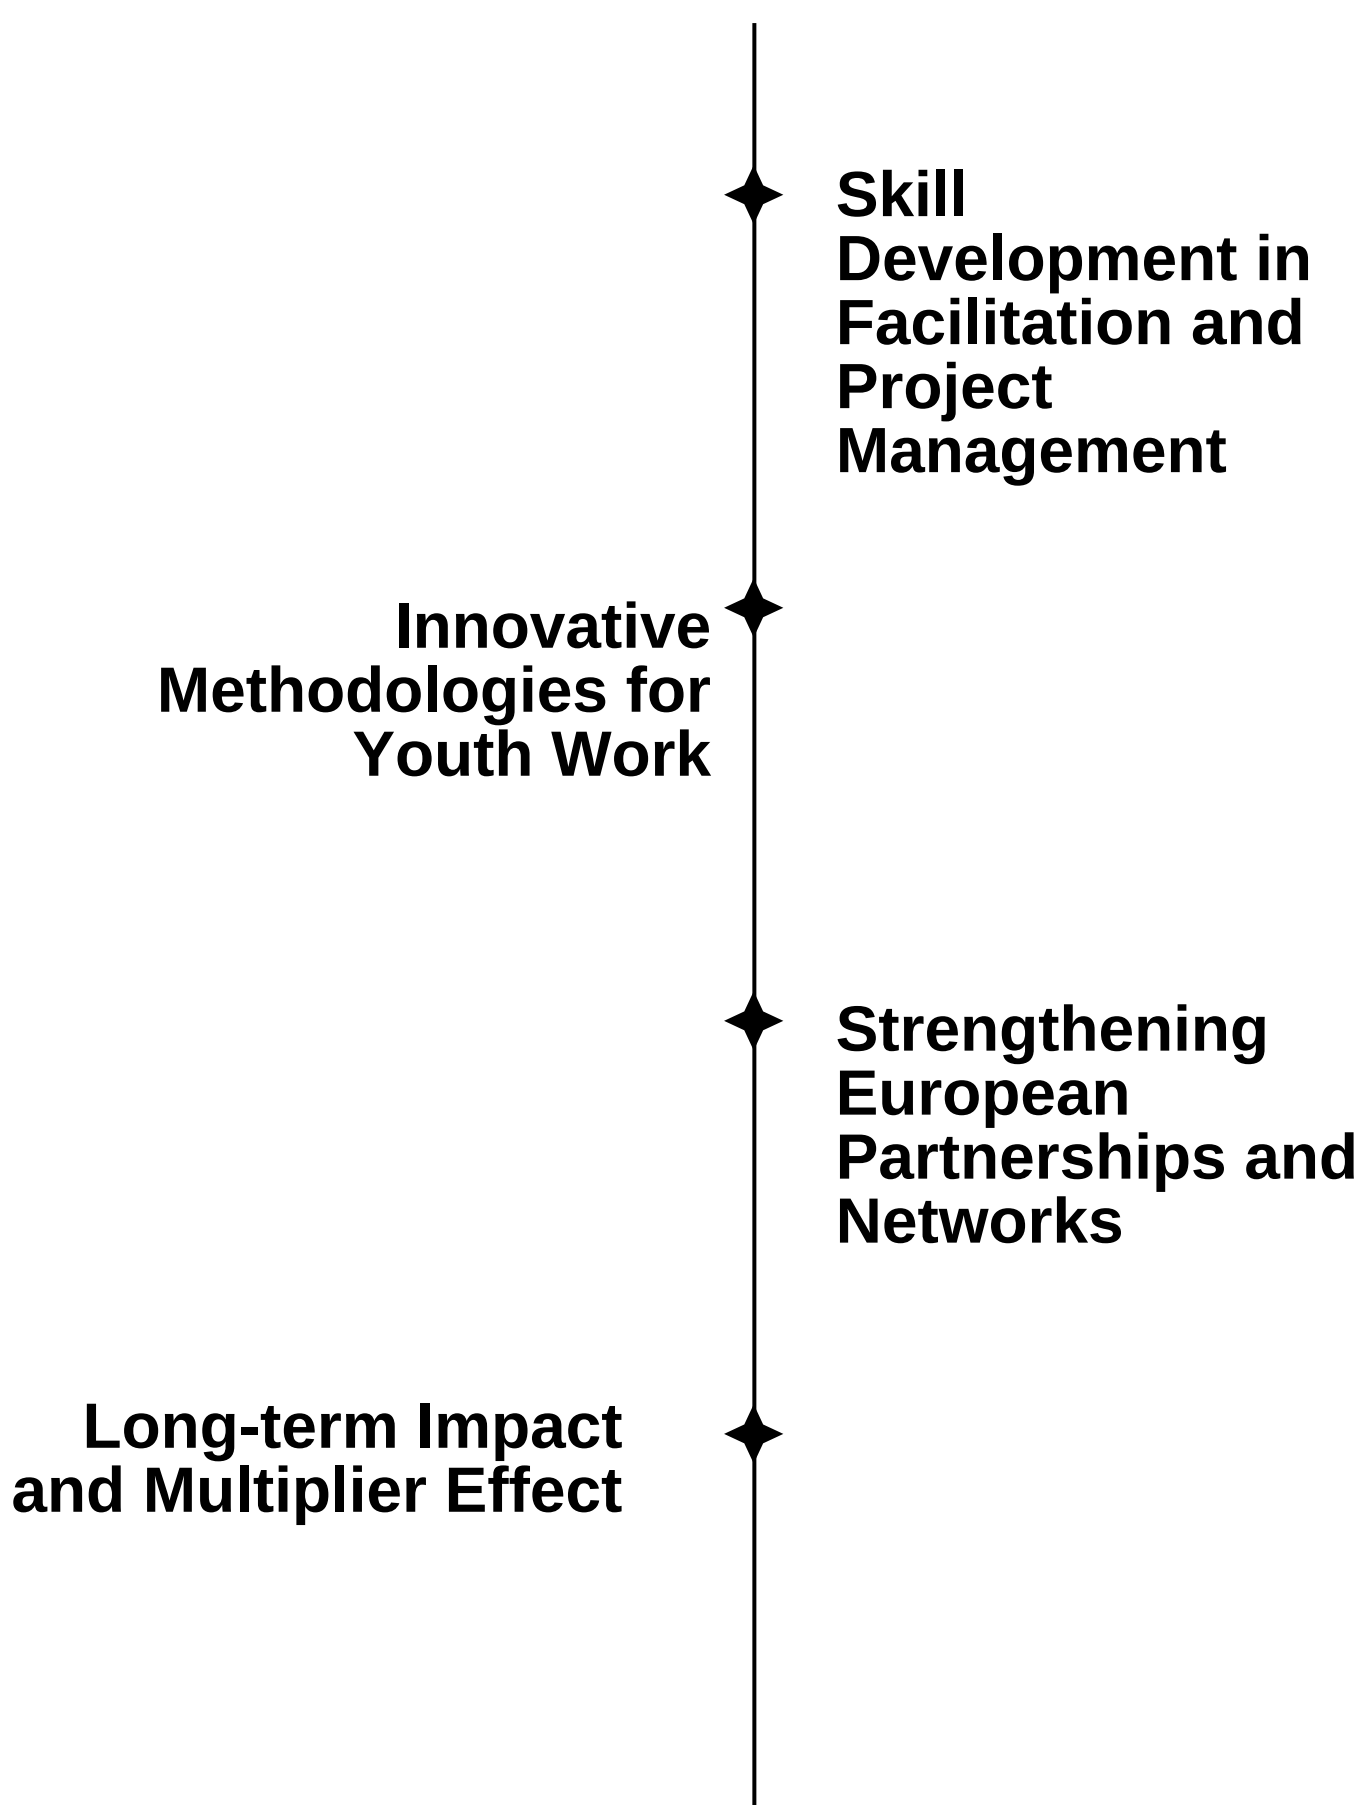 Skill
Development in
Facilitation and
Project
Management
Innovative
Methodologies for
Youth Work
Strengthening
European
Partnerships and
Networks
Long-term Impact
and Multiplier Effect